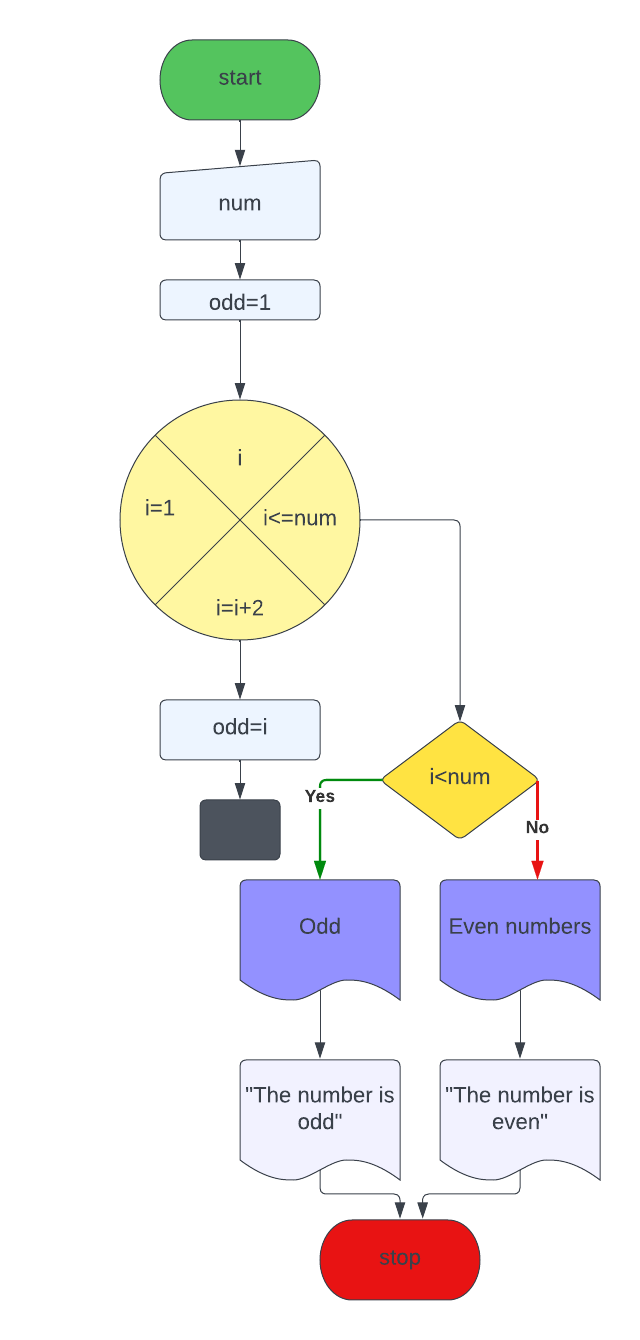 start
num
odd=1
i
i=1
i<=num
i=i+2
odd=i
i<num
Yes
No
Odd
Even numbers
"The number is
odd"
"The number is
even"
stop